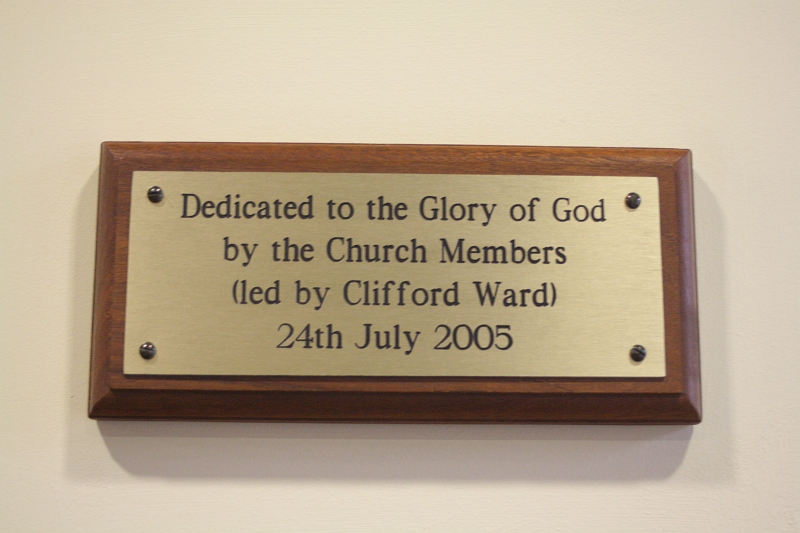 Dedicated to the Glory of God
by the Church Members
(led by Clifford Ward)
24th July 2005